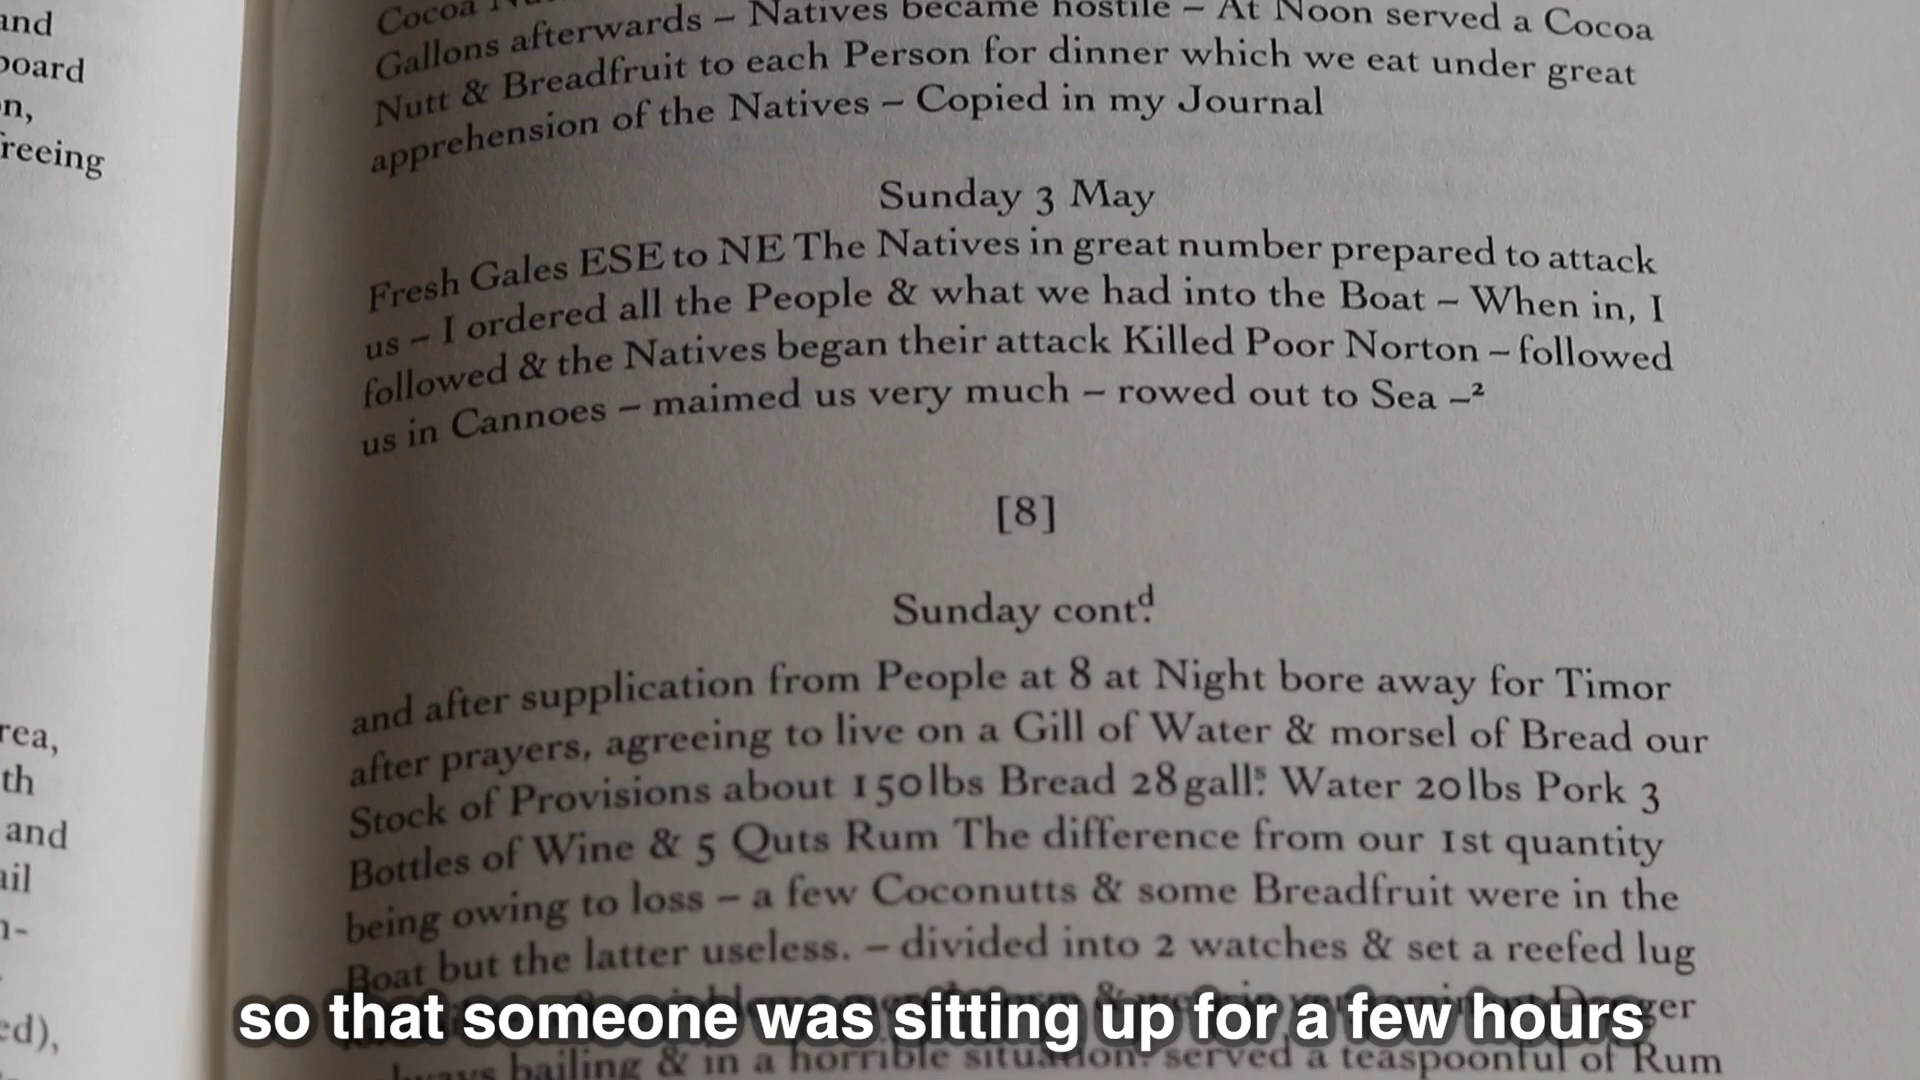 and
board
n,
reeing
rea,
th
and
ail
n-
ed),
Cocoa
Gallons afterwards – Natives became hostile – At Noon served a Cocoa
Nutt & Breadfruit to each Person for dinner which we eat under great
apprehension of the Natives – Copied in my Journal
Sunday 3 May
Fresh Gales ESE to NE The Natives in great number prepared to attack
us – I ordered all the People & what we had into the Boat – When in, I
followed & the Natives began their attack Killed Poor Norton – followed
us in Cannoes – maimed us very much – rowed out to Sea –²
[8]
Sunday contᵈ.
and after supplication from People at 8 at Night bore away for Timor
after prayers, agreeing to live on a Gill of Water & morsel of Bread our
Stock of Provisions about 150lbs Bread 28gallˢ. Water 20lbs Pork 3
Bottles of Wine & 5 Quts Rum The difference from our 1st quantity
being owing to loss – a few Coconutts & some Breadfruit were in the
Boat but the latter useless. – divided into 2 watches & set a reefed lug
so that someone was sitting up for a few hours
bailing & in a horrible situation. served a teaspoonful of Rum